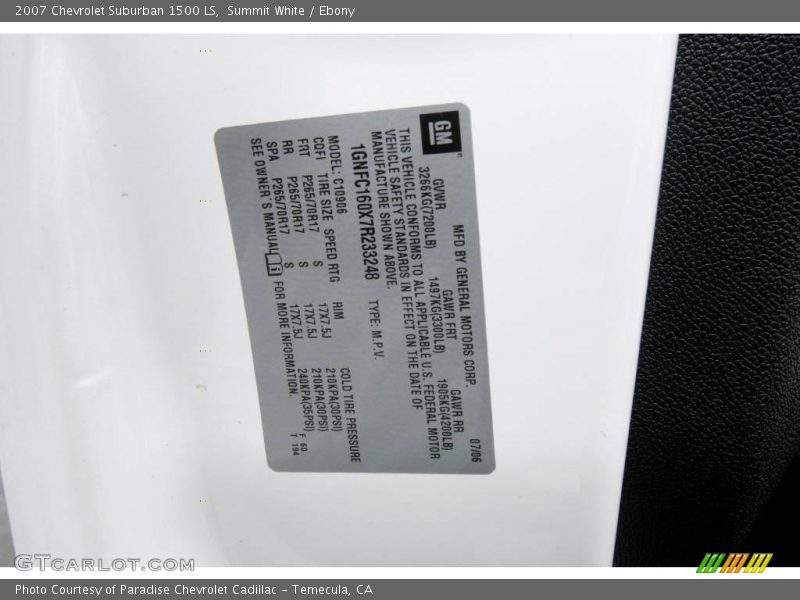 2007 Chevrolet Suburban 1500 LS, Summit White / Ebony
GM
MFD BY GENERAL MOTORS CORP. 07/06
GVWR GAWR FRT GAWR RR
3266KG(7200LB) 1497KG(3300LB) 1905KG(4200LB)
THIS VEHICLE CONFORMS TO ALL APPLICABLE U.S. FEDERAL MOTOR
VEHICLE SAFETY STANDARDS IN EFFECT ON THE DATE OF
MANUFACTURE SHOWN ABOVE.
1GNFC160X7R233248 TYPE: M.P.V.
MODEL: C10906
COFI TIRE SIZE SPEED RTG RIM COLD TIRE PRESSURE
FRT P265/70R17 S 17X7.5J 210KPA(30PSI)
RR P265/70R17 S 17X7.5J 210KPA(30PSI)
SPA P265/70R17 17X7.5J 240KPA(35PSI)
SEE OWNER'S MANUAL FOR MORE INFORMATION.
F 60
T 194
GTCARLOT.COM
Photo Courtesy of Paradise Chevrolet Cadillac - Temecula, CA